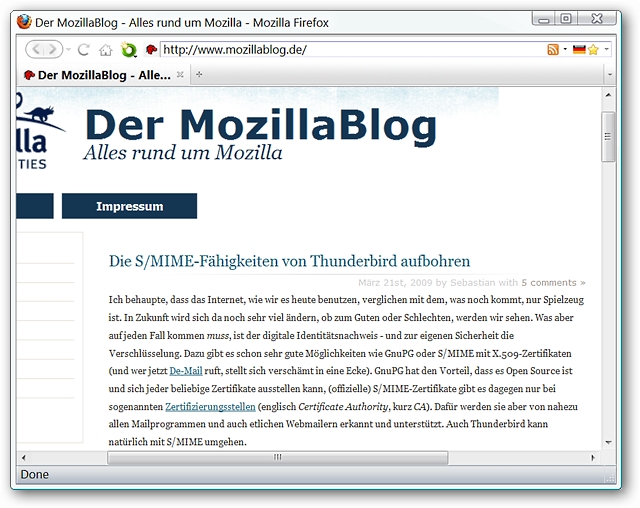 Der MozillaBlog - Alles rund um Mozilla - Mozilla Firefox
http://www.mozillablog.de/
Der MozillaBlog - Alle...
lla
TIES
Der MozillaBlog
Alles rund um Mozilla
Impressum
Die S/MIME-Fähigkeiten von Thunderbird aufbohren
März 21st, 2009 by Sebastian with 5 comments »
Ich behaupte, dass das Internet, wie wir es heute benutzen, verglichen mit dem, was noch kommt, nur Spielzeug
ist. In Zukunft wird sich da noch sehr viel ändern, ob zum Guten oder Schlechten, werden wir sehen. Was aber
auf jeden Fall kommen muss, ist der digitale Identitätsnachweis - und zur eigenen Sicherheit die
Verschlüsselung. Dazu gibt es schon sehr gute Möglichkeiten wie GnuPG oder S/MIME mit X.509-Zertifikaten
(und wer jetzt De-Mail ruft, stellt sich verschämt in eine Ecke). GnuPG hat den Vorteil, dass es Open Source ist
und sich jeder beliebige Zertifikate ausstellen kann, (offizielle) S/MIME-Zertifikate gibt es dagegen nur bei
sogenannten Zertifizierungsstellen (englisch Certificate Authority, kurz CA). Dafür werden sie aber von nahezu
allen Mailprogrammen und auch etlichen Webmailern erkannt und unterstützt. Auch Thunderbird kann
natürlich mit S/MIME umgehen.
Done